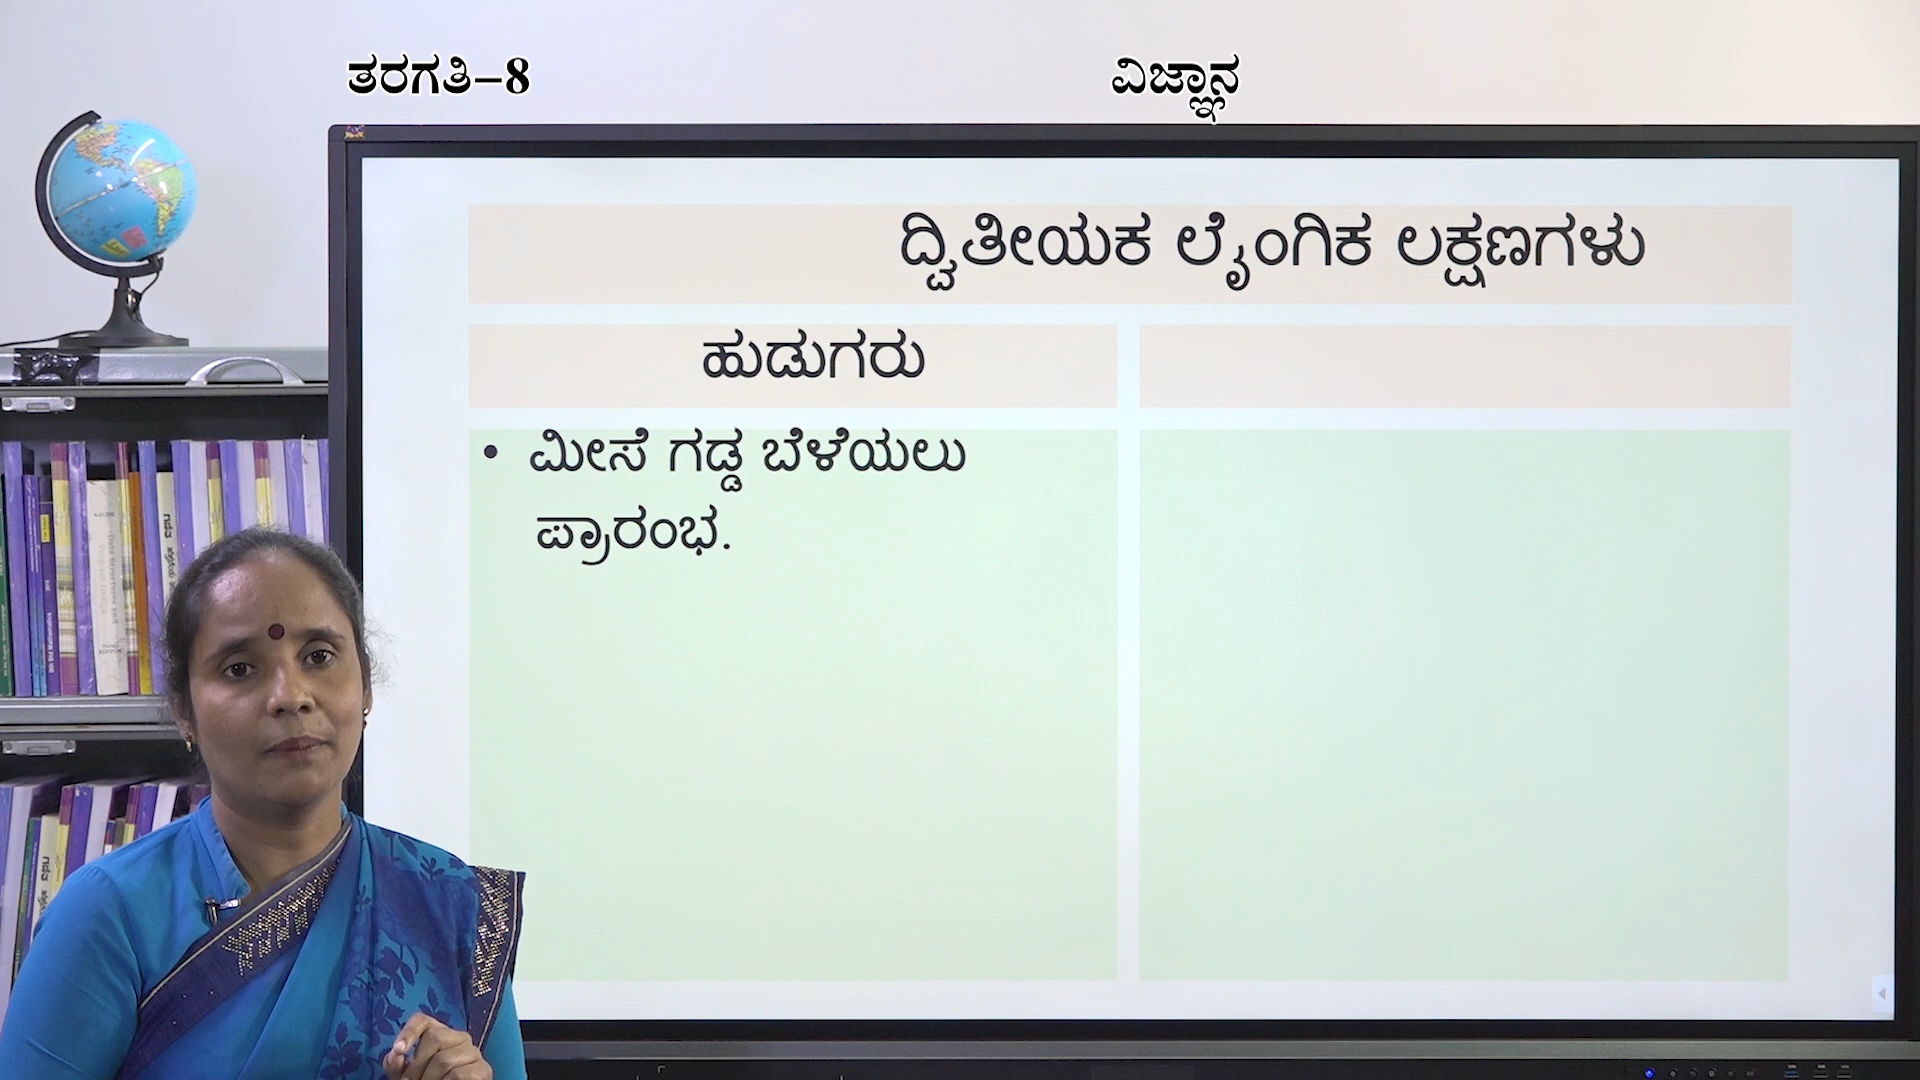 ತರಗತಿ–8
ವಿಜ್ಞಾನ
ದ್ವಿತೀಯಕ ಲೈಂಗಿಕ ಲಕ್ಷಣಗಳು
ಹುಡುಗರು
• ಮೀಸೆ ಗಡ್ಡ ಬೆಳೆಯಲು
ಪ್ರಾರಂಭ.